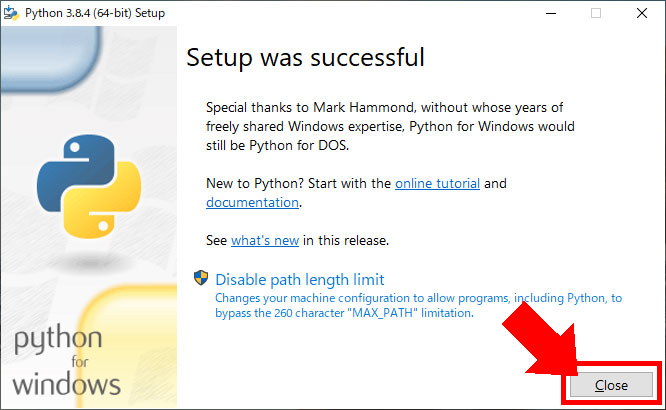 Python 3.8.4 (64-bit) Setup
Setup was successful
Special thanks to Mark Hammond, without whose years of
freely shared Windows expertise, Python for Windows would
still be Python for DOS.
New to Python? Start with the online tutorial and
documentation.
See what's new in this release.
Disable path length limit
Changes your machine configuration to allow programs, including Python, to
bypass the 260 character "MAX_PATH" limitation.
python
for
windows
Close